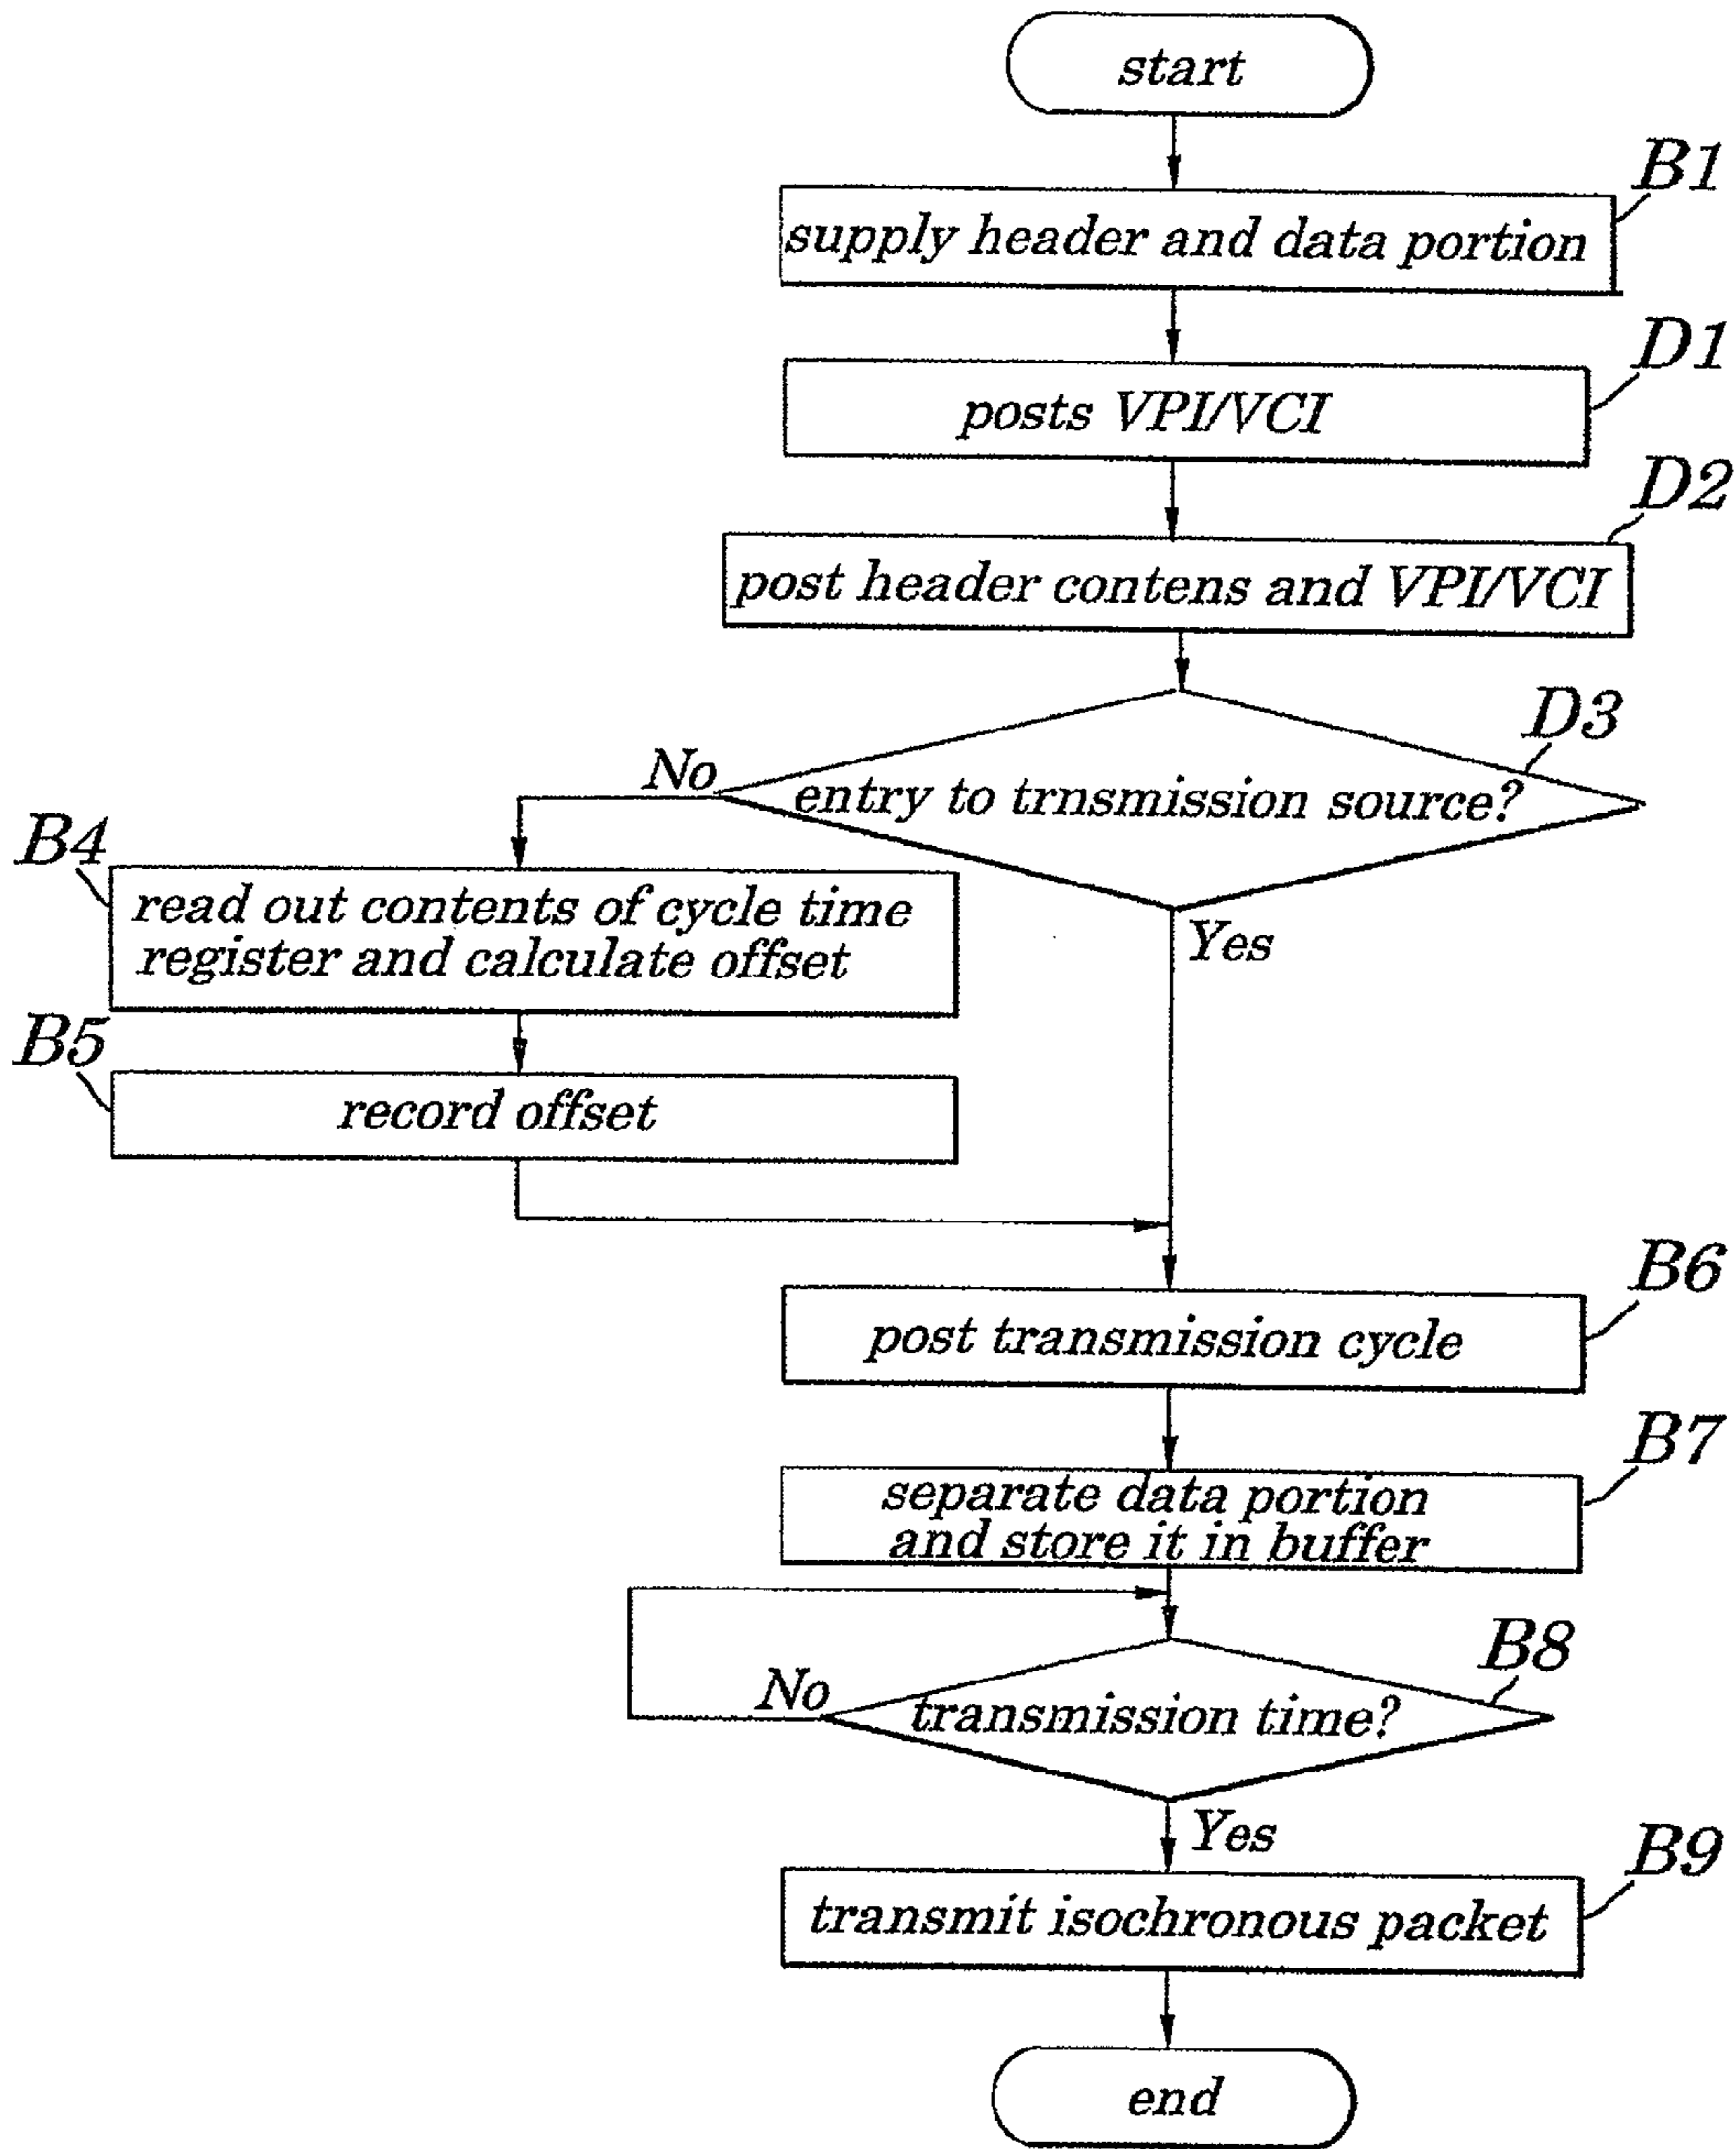 start
B1
supply header and data portion
D1
posts VPI/VCI
D2
post header contens and VPI/VCI
D3
No
entry to trnsmission source?
Yes
B4
read out contents of cycle time
register and calculate offset
B5
record offset
B6
post transmission cycle
B7
separate data portion
and store it in buffer
B8
No
transmission time?
Yes
B9
transmit isochronous packet
end